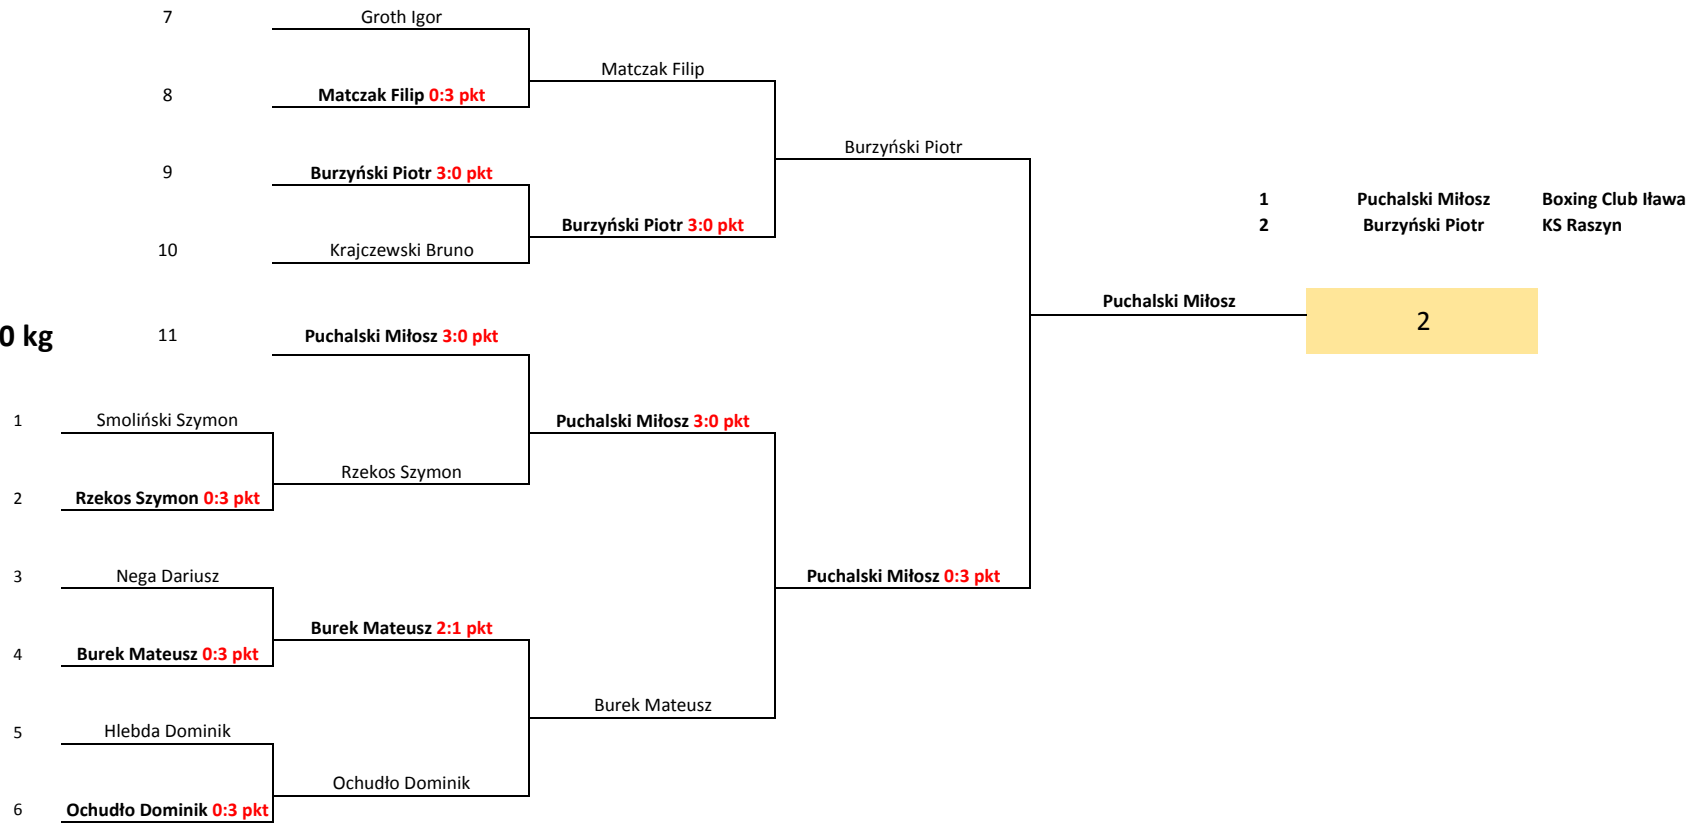 7 Groth Igor
Matczak Filip
8 Matczak Filip 0:3 pkt
Burzyński Piotr
9 Burzyński Piotr 3:0 pkt
1 Puchalski Miłosz Boxing Club Iława
Burzyński Piotr 3:0 pkt
2 Burzyński Piotr KS Raszyn
10 Krajczewski Bruno
Puchalski Miłosz
2
0 kg
11 Puchalski Miłosz 3:0 pkt
1 Smoliński Szymon
Puchalski Miłosz 3:0 pkt
Rzekos Szymon
2 Rzekos Szymon 0:3 pkt
3 Nega Dariusz
Puchalski Miłosz 0:3 pkt
Burek Mateusz 2:1 pkt
4 Burek Mateusz 0:3 pkt
Burek Mateusz
5 Hlebda Dominik
Ochudło Dominik
6 Ochudło Dominik 0:3 pkt